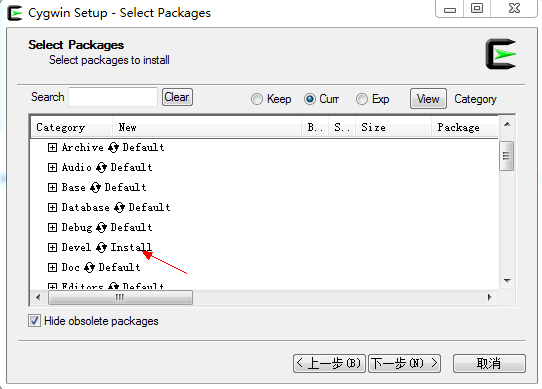 Cygwin Setup - Select Packages
Select Packages
Select packages to install
Search Clear Keep Curr Exp View Category
Category New B.. S.. Size Package
Archive Default
Audio Default
Base Default
Database Default
Debug Default
Devel Install
Doc Default
Editors Default
Hide obsolete packages
< 上一步(B) 下一步(N) > 取消